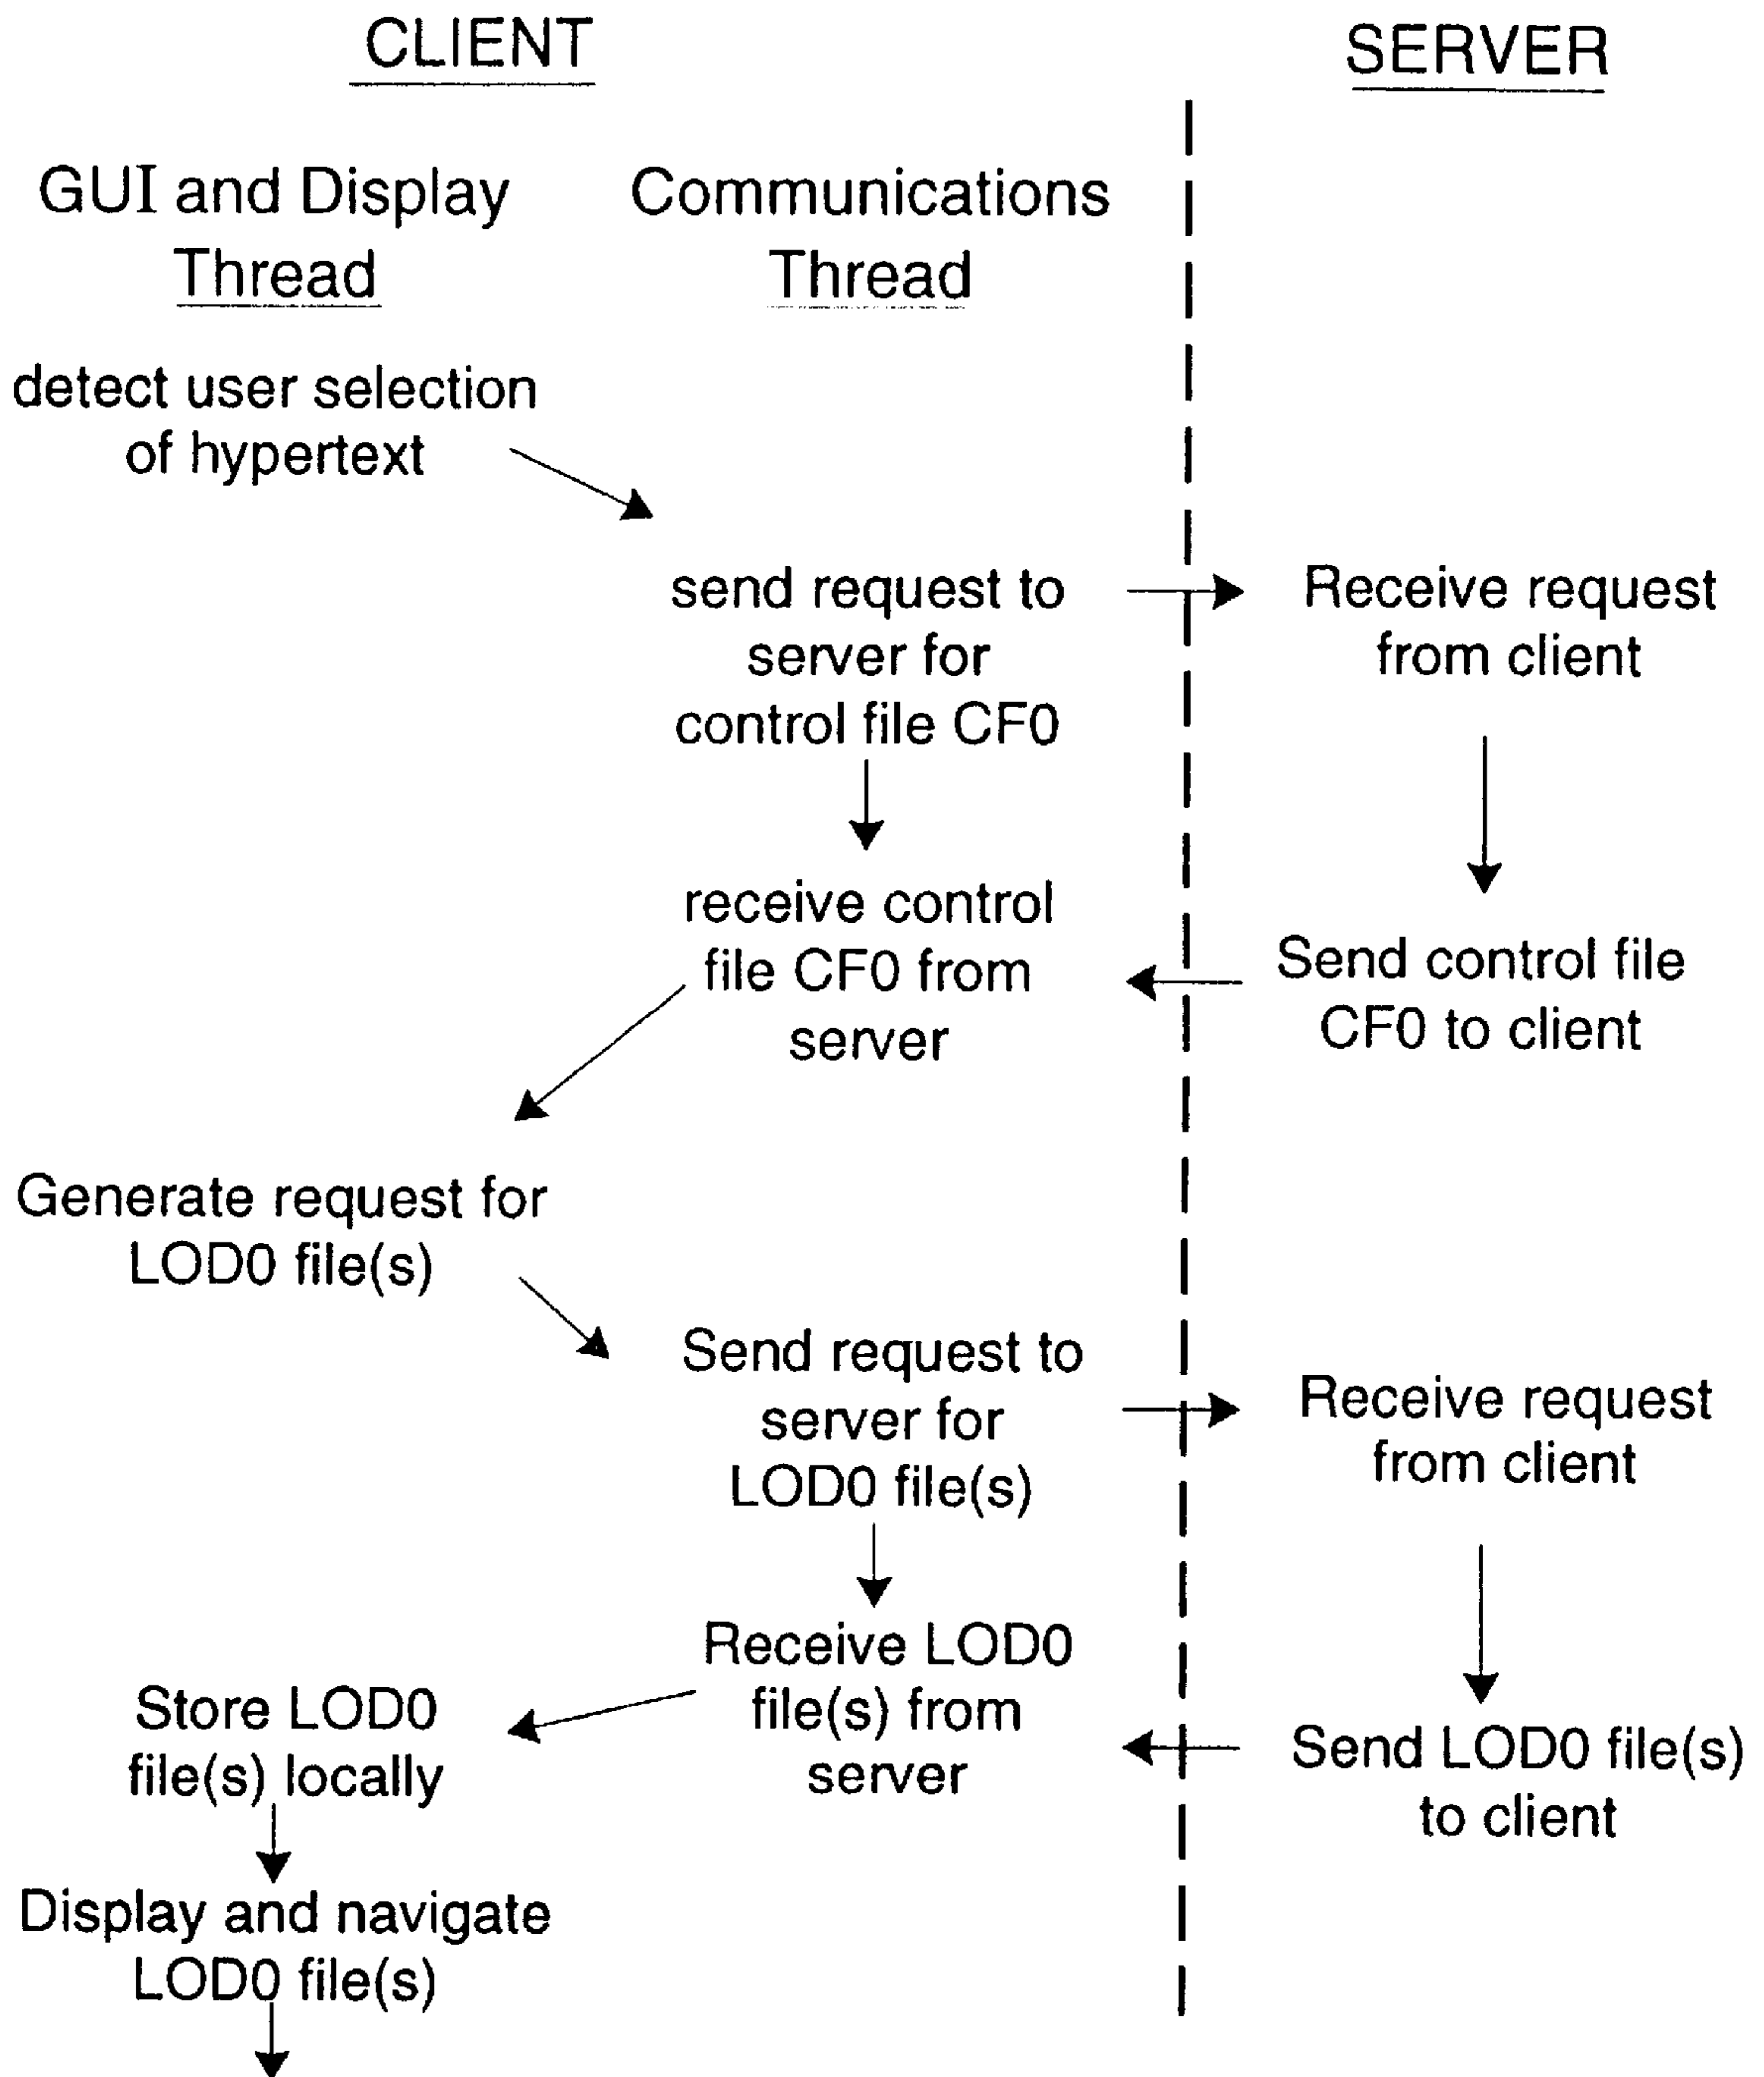 CLIENT
SERVER
GUI and Display
Thread
Communications
Thread
detect user selection
of hypertext
send request to
server for
control file CF0
Receive request
from client
receive control
file CF0 from
server
Send control file
CF0 to client
Generate request for
LOD0 file(s)
Send request to
server for
LOD0 file(s)
Receive request
from client
Receive LOD0
file(s) from
server
Send LOD0 file(s)
to client
Store LOD0
file(s) locally
Display and navigate
LOD0 file(s)